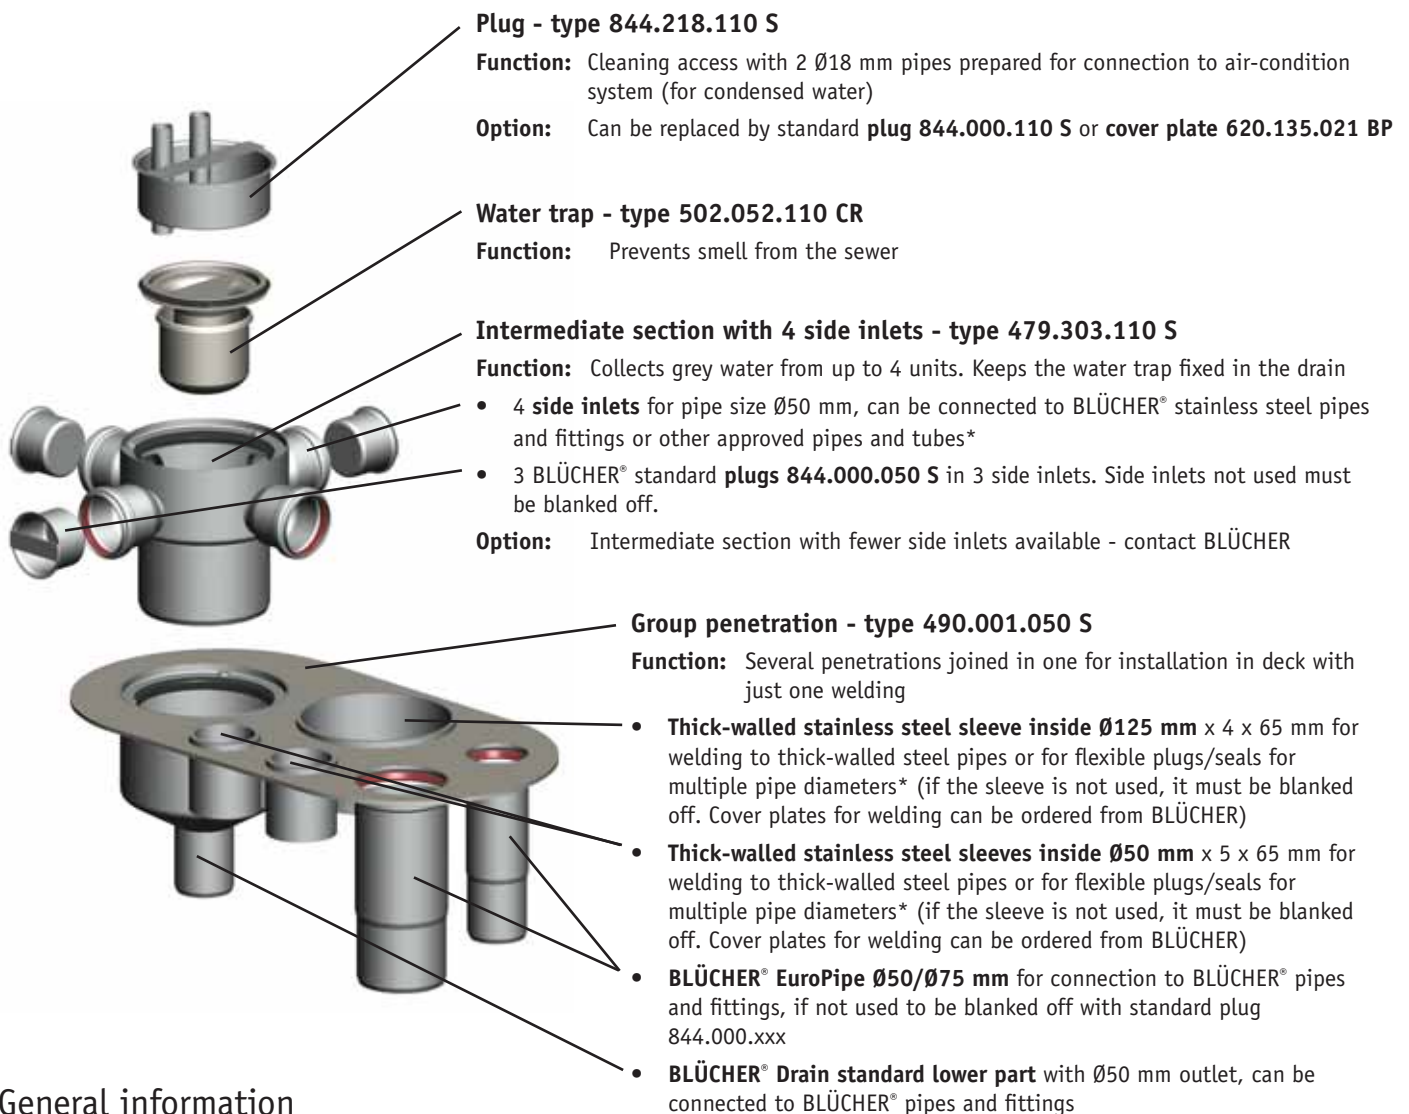 Plug - type 844.218.110 S
Function: Cleaning access with 2 Ø18 mm pipes prepared for connection to air-condition
system (for condensed water)
Option: Can be replaced by standard plug 844.000.110 S or cover plate 620.135.021 BP
Water trap - type 502.052.110 CR
Function: Prevents smell from the sewer
Intermediate section with 4 side inlets - type 479.303.110 S
Function: Collects grey water from up to 4 units. Keeps the water trap fixed in the drain
• 4 side inlets for pipe size Ø50 mm, can be connected to BLÜCHER® stainless steel pipes
and fittings or other approved pipes and tubes*
• 3 BLÜCHER® standard plugs 844.000.050 S in 3 side inlets. Side inlets not used must
be blanked off.
Option: Intermediate section with fewer side inlets available - contact BLÜCHER
Group penetration - type 490.001.050 S
Function: Several penetrations joined in one for installation in deck with
just one welding
• Thick-walled stainless steel sleeve inside Ø125 mm x 4 x 65 mm for
welding to thick-walled steel pipes or for flexible plugs/seals for
multiple pipe diameters* (if the sleeve is not used, it must be blanked
off. Cover plates for welding can be ordered from BLÜCHER)
• Thick-walled stainless steel sleeves inside Ø50 mm x 5 x 65 mm for
welding to thick-walled steel pipes or for flexible plugs/seals for
multiple pipe diameters* (if the sleeve is not used, it must be blanked
off. Cover plates for welding can be ordered from BLÜCHER)
• BLÜCHER® EuroPipe Ø50/Ø75 mm for connection to BLÜCHER® pipes
and fittings, if not used to be blanked off with standard plug
844.000.xxx
• BLÜCHER® Drain standard lower part with Ø50 mm outlet, can be
connected to BLÜCHER® pipes and fittings
General information